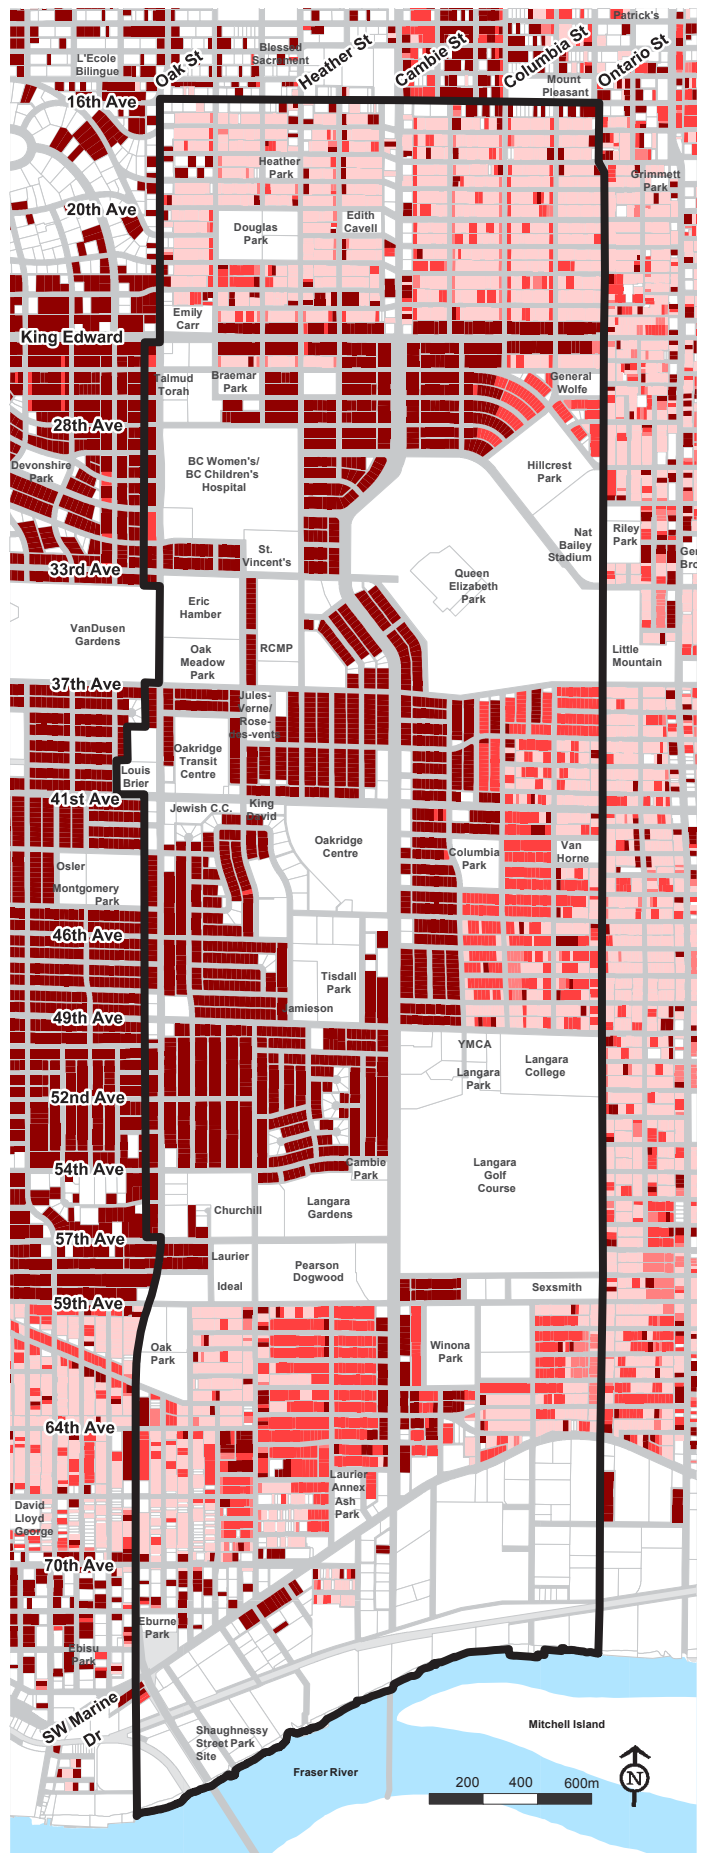 Patrick's
L'Ecole
Bilingue
Blessed
Sacrament
Oak St
Heather St
Cambie St
Columbia St
Ontario St
Mount
Pleasant
16th Ave
Heather
Park
Grimmett
Park
20th Ave
Douglas
Park
Edith
Cavell
Emily
Carr
King Edward
Talmud
Torah
Braemar
Park
General
Wolfe
28th Ave
Devonshire
Park
BC Women's/
BC Children's
Hospital
Hillcrest
Park
Nat
Bailey
Stadium
Riley
Park
St.
Vincent's
Gen
Bro
33rd Ave
Queen
Elizabeth
Park
Eric
Hamber
VanDusen
Gardens
Oak
Meadow
Park
RCMP
Little
Mountain
37th Ave
Jules-
Verne/
Rose-
des-vents
Oakridge
Transit
Centre
Louis
Brier
41st Ave
Jewish C.C.
King
David
Oakridge
Centre
Columbia
Park
Van
Horne
Osler
Montgomery
Park
46th Ave
Tisdall
Park
Jamieson
49th Ave
YMCA
Langara
Park
Langara
College
52nd Ave
54th Ave
Cambie
Park
Langara
Golf
Course
Churchill
Langara
Gardens
57th Ave
Laurier
Pearson
Dogwood
Ideal
Sexsmith
59th Ave
Oak
Park
Winona
Park
64th Ave
Laurier
Annex
Ash
Park
David
Lloyd
George
70th Ave
Eburne
Park
Ebisu
Park
SW Marine
Dr
Shaughnessy
Street Park
Site
Mitchell Island
Fraser River
N
200 400 600m